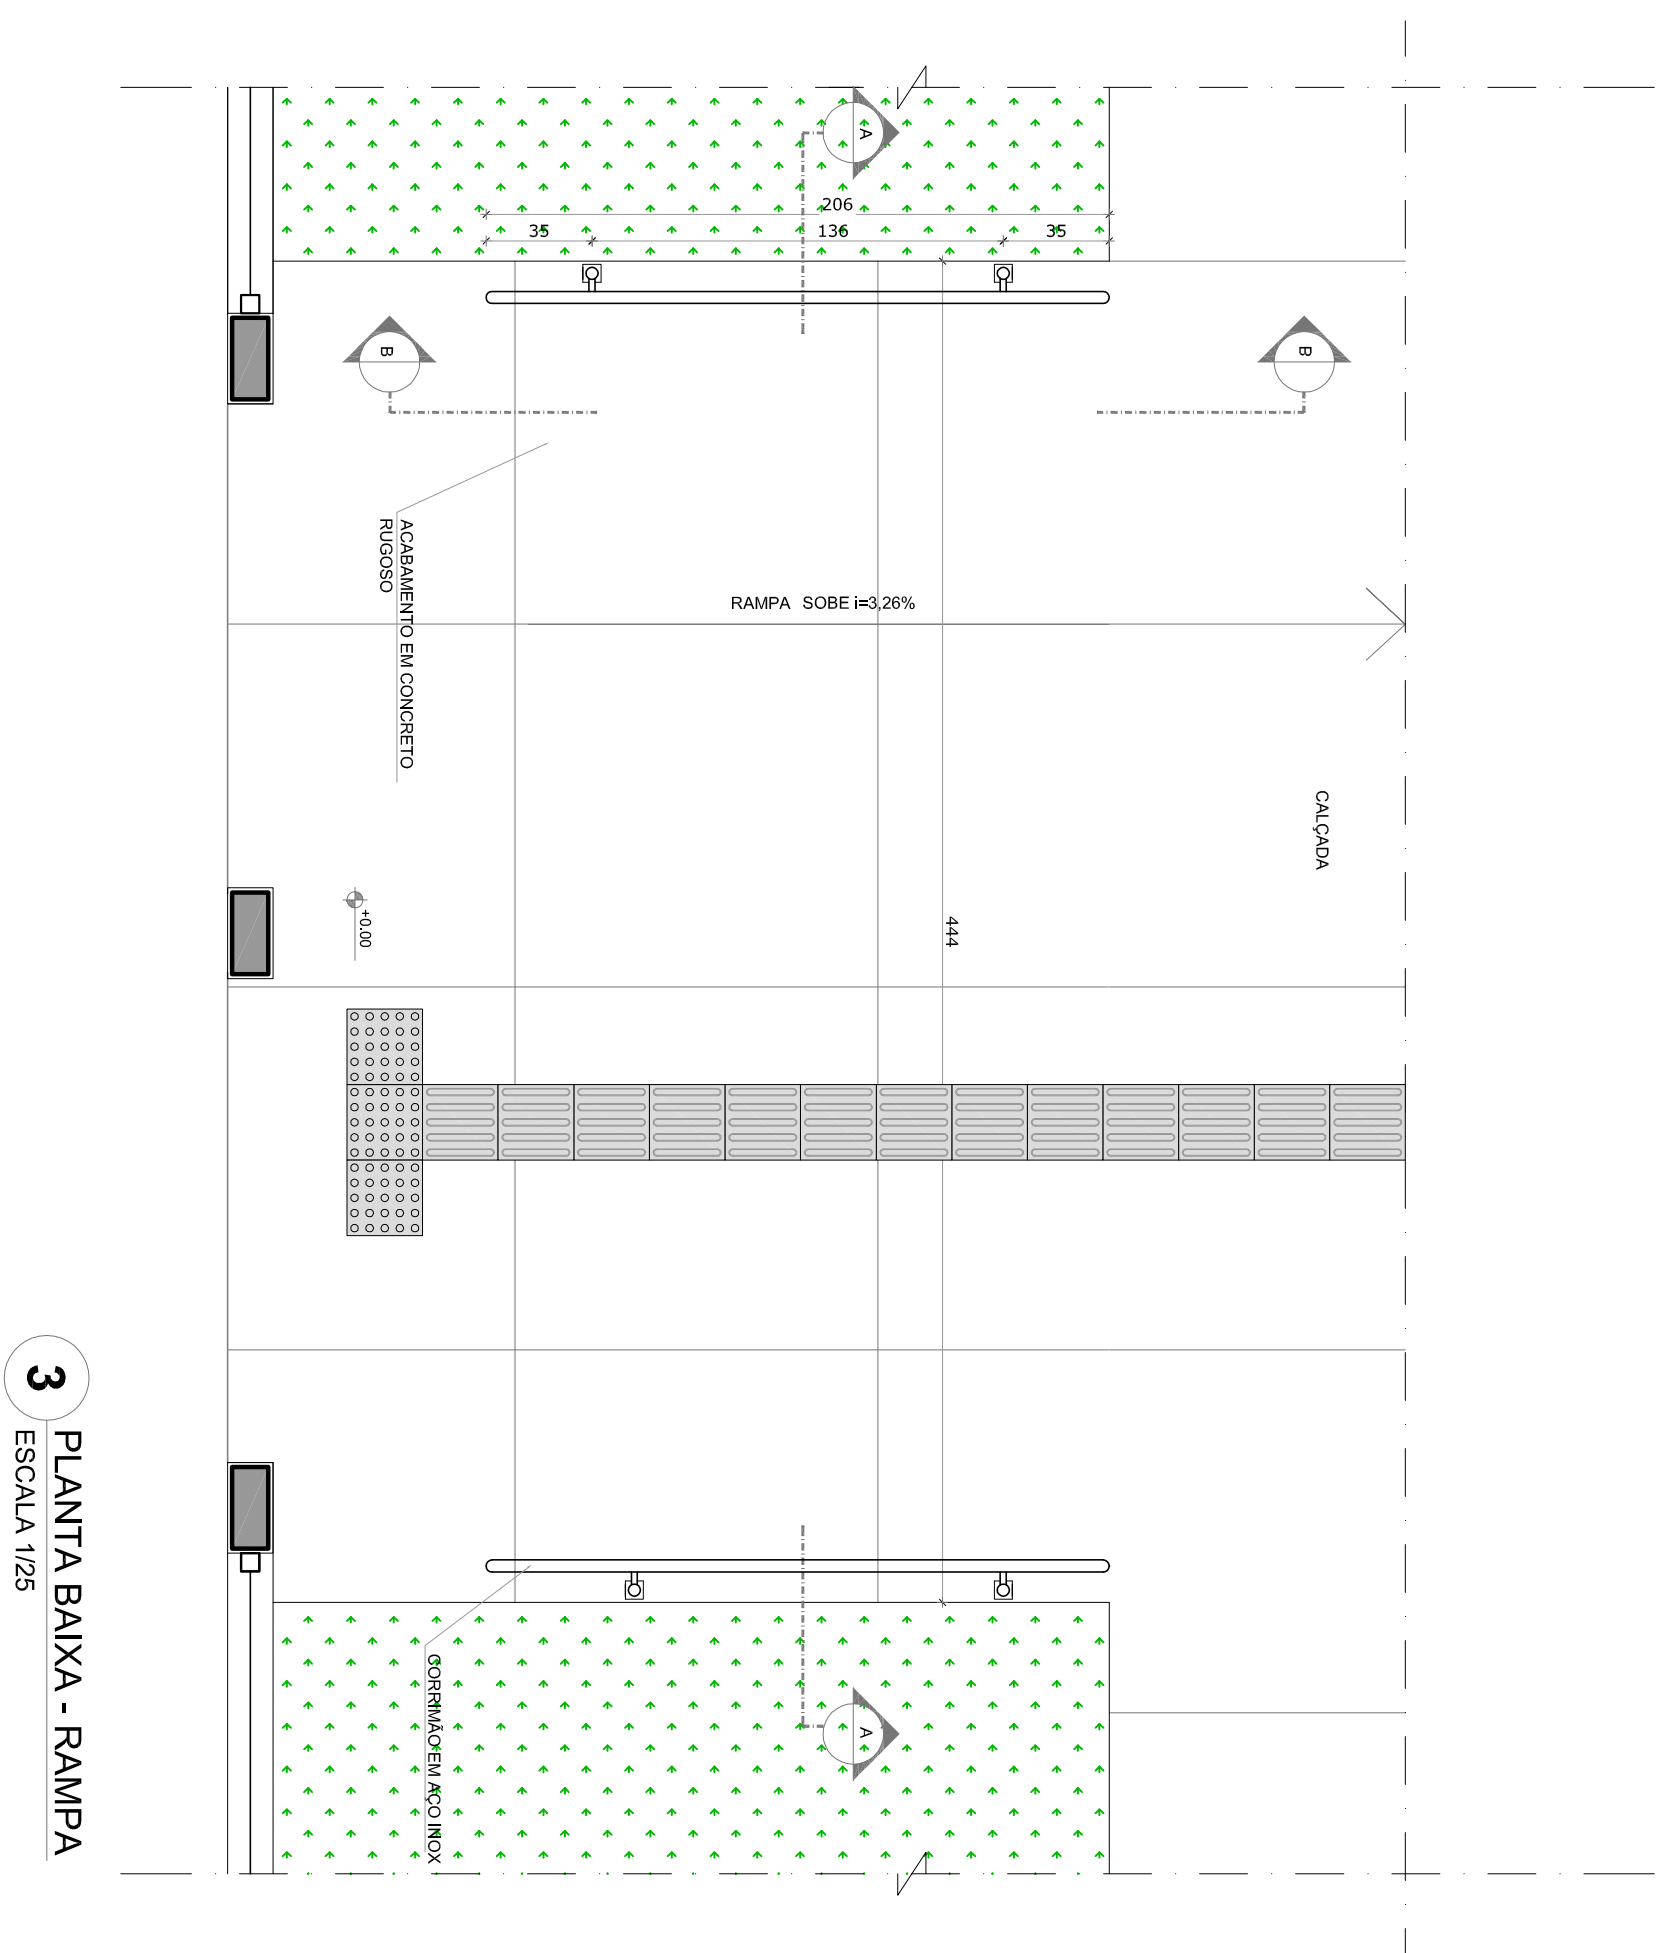 A
206
35
136
35
B
B
ACABAMENTO EM CONCRETO
RUGOSO
RAMPA SOBE i=3,26%
CALÇADA
+0.00
444
CORRIMÃO EM AÇO INOX
A
3
PLANTA BAIXA - RAMPA
ESCALA 1/25